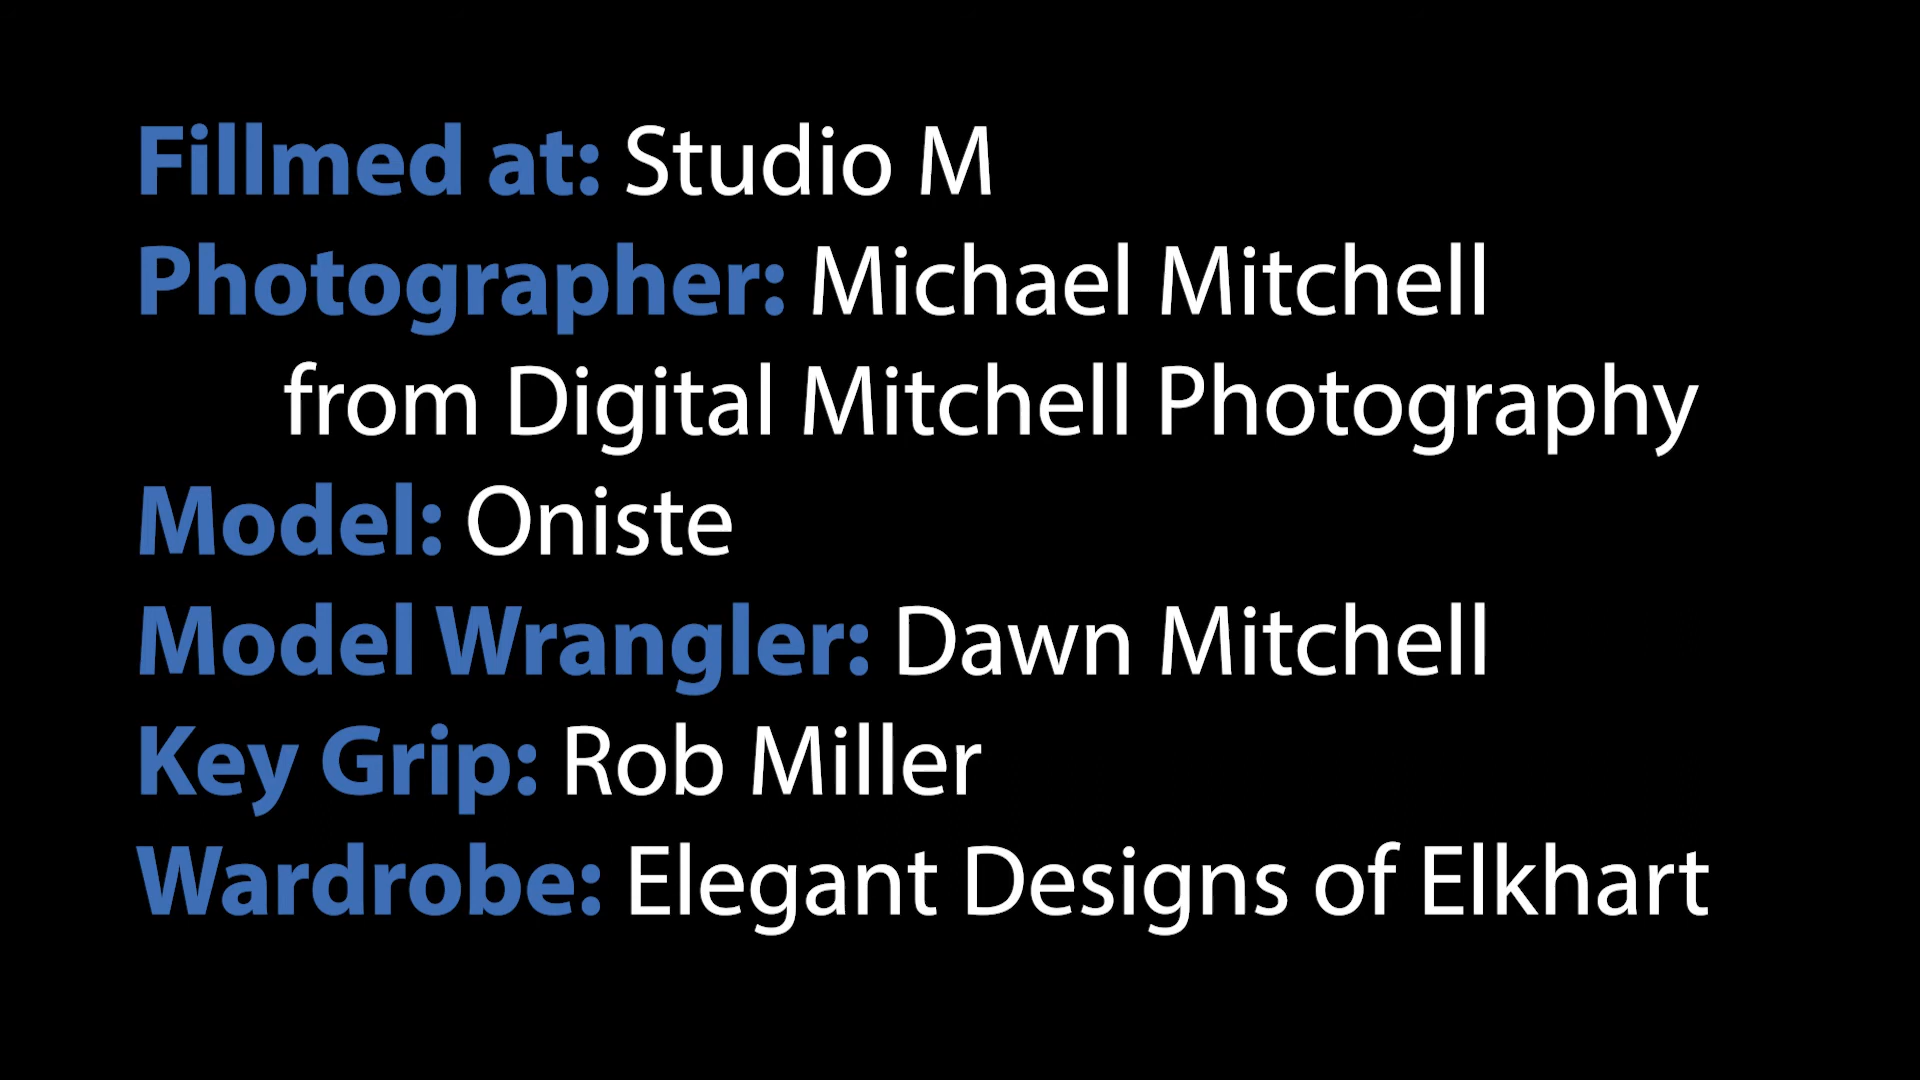 Fillmed at: Studio M
Photographer: Michael Mitchell
from Digital Mitchell Photography
Model: Oniste
Model Wrangler: Dawn Mitchell
Key Grip: Rob Miller
Wardrobe: Elegant Designs of Elkhart